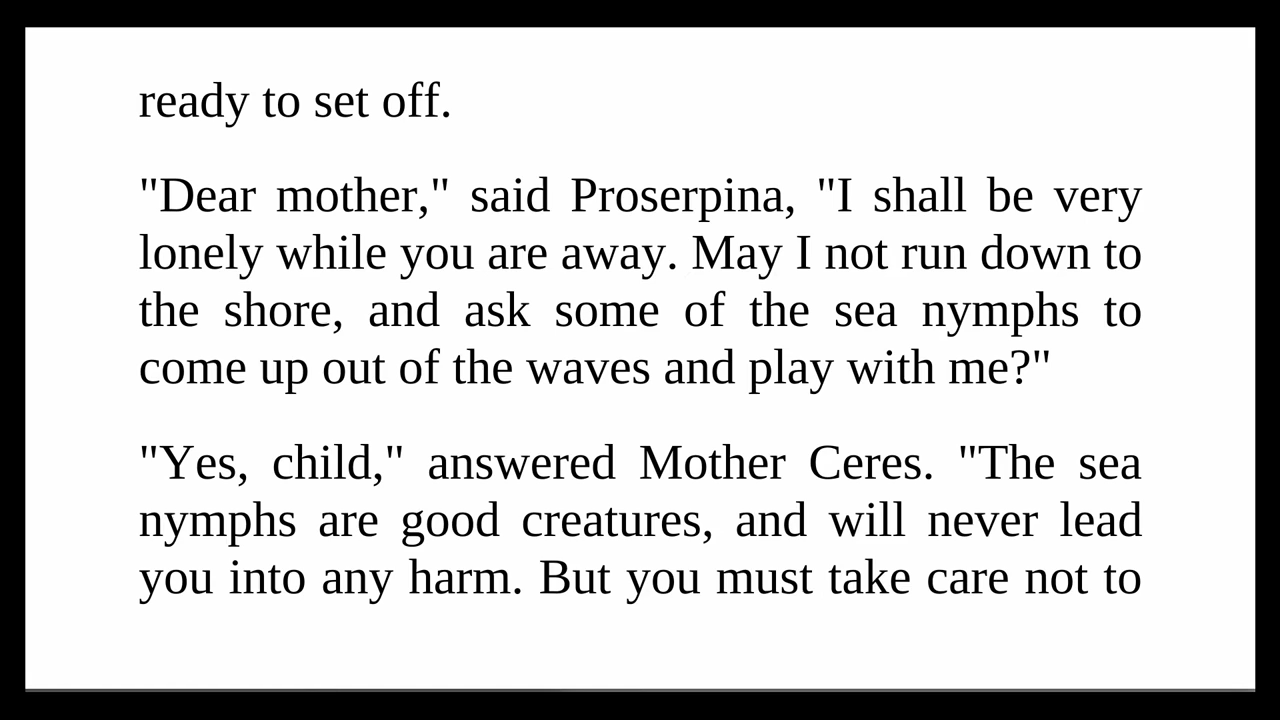 ready to set off.
"Dear mother," said Proserpina, "I shall be very
lonely while you are away. May I not run down to
the shore, and ask some of the sea nymphs to
come up out of the waves and play with me?"
"Yes, child," answered Mother Ceres. "The sea
nymphs are good creatures, and will never lead
you into any harm. But you must take care not to